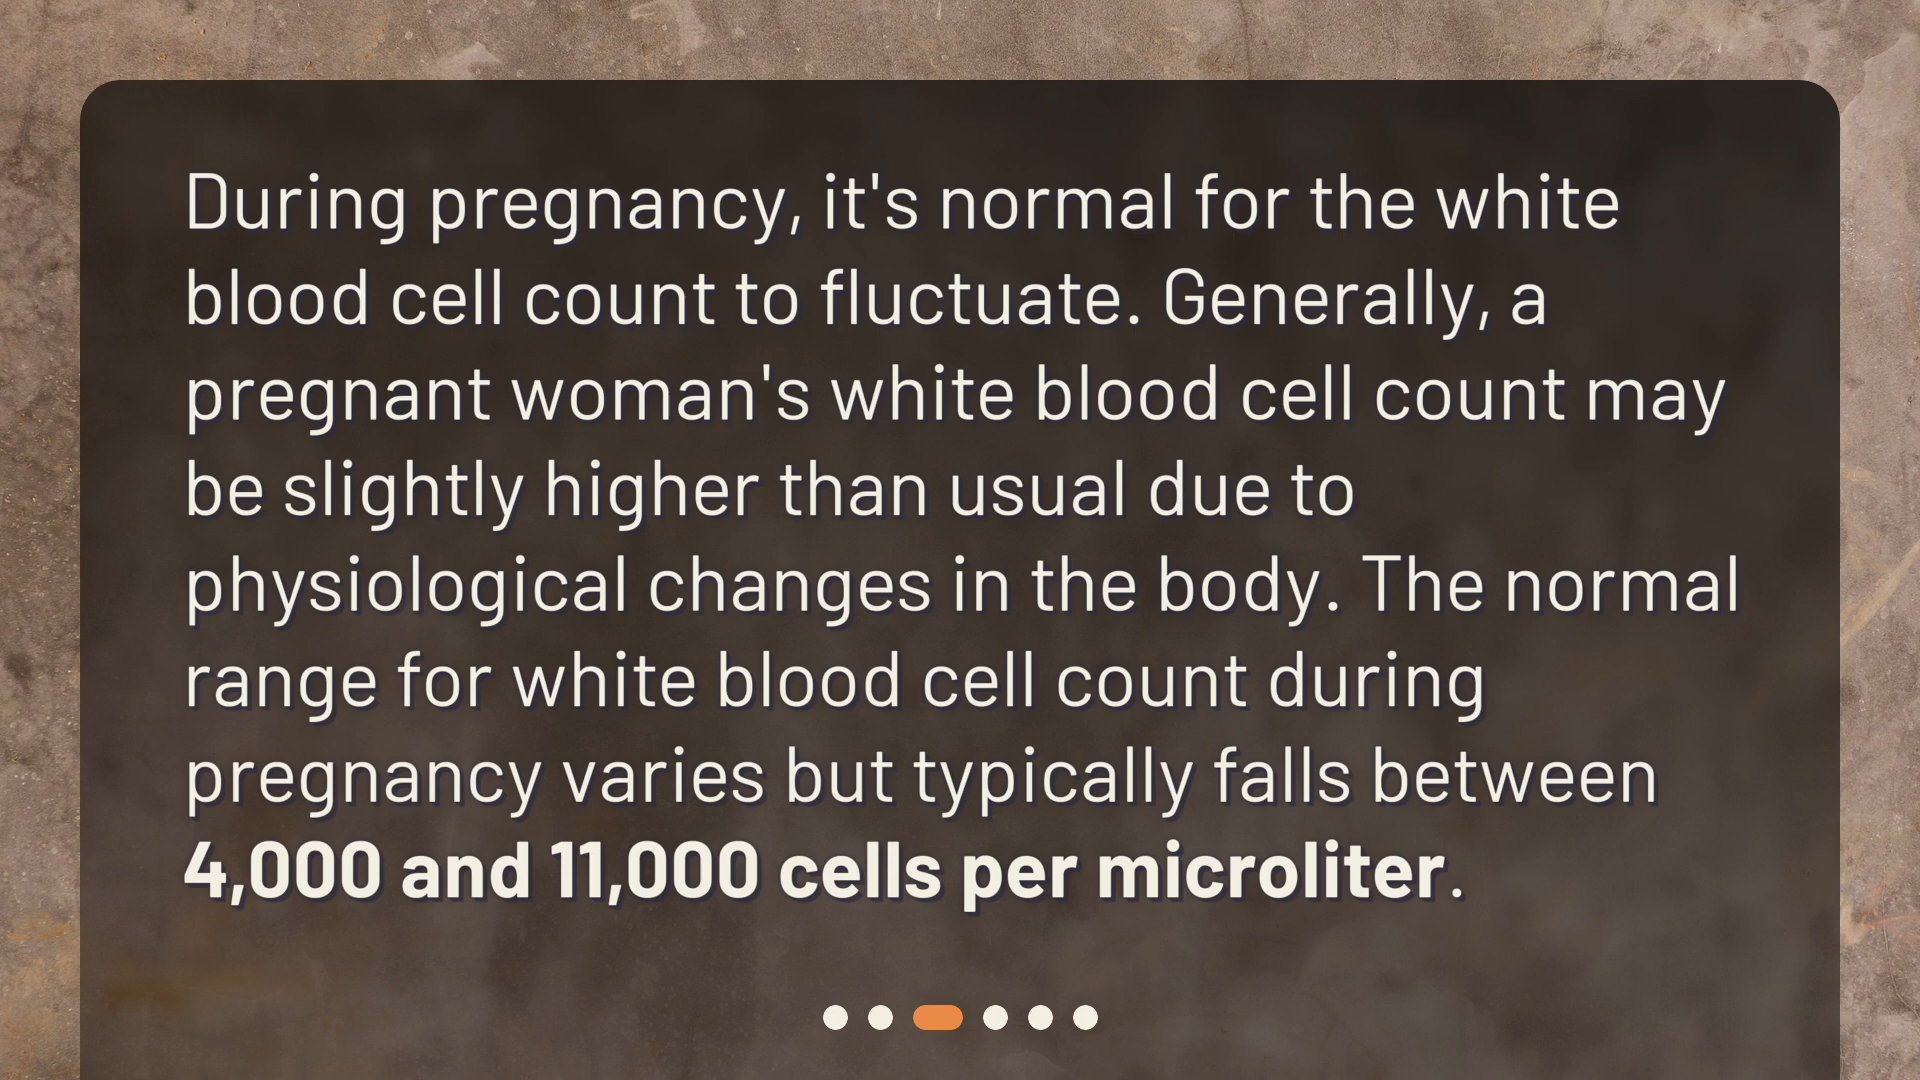 During pregnancy, it's normal for the white
blood cell count to fluctuate. Generally, a
pregnant woman's white blood cell count may
be slightly higher than usual due to
physiological changes in the body. The normal
range for white blood cell count during
pregnancy varies but typically falls between
4,000 and 11,000 cells per microliter.